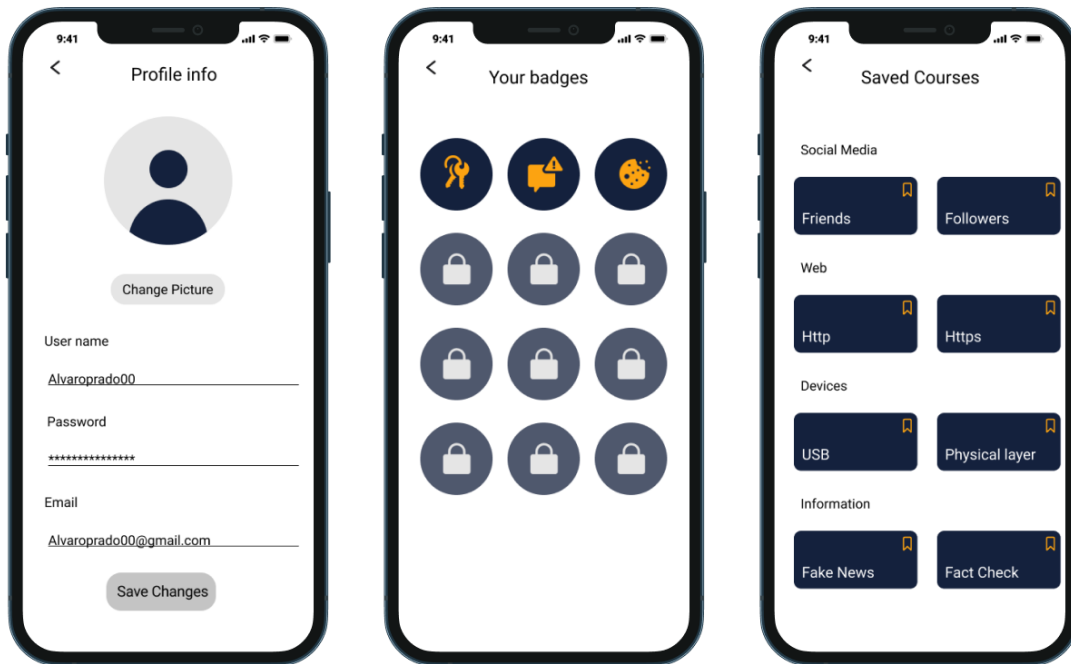 9:41
Profile info
Change Picture
User name
Alvaroprado00
Password
***************
Email
Alvaroprado00@gmail.com
Save Changes
9:41
Your badges
9:41
Saved Courses
Social Media
Friends
Followers
Web
Http
Https
Devices
USB
Physical layer
Information
Fake News
Fact Check